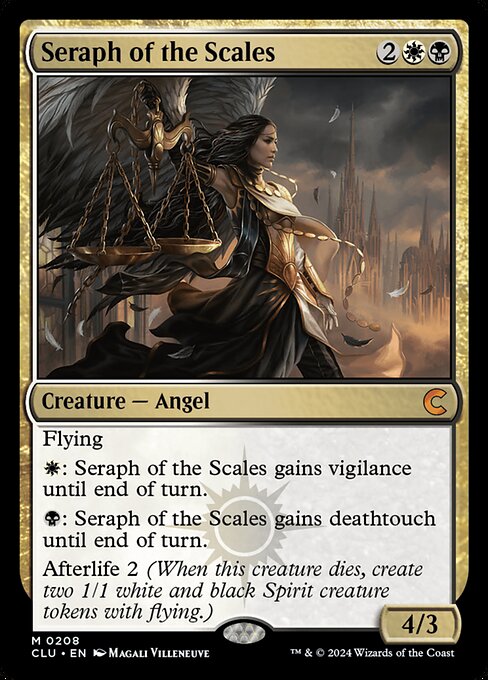 Seraph of the Scales 2
Creature — Angel
Flying
: Seraph of the Scales gains vigilance
until end of turn.
: Seraph of the Scales gains deathtouch
until end of turn.
Afterlife 2 (When this creature dies, create
two 1/1 white and black Spirit creature
tokens with flying.)
4/3
M 0208
CLU • EN Magali Villeneuve
™ & © 2024 Wizards of the Coast